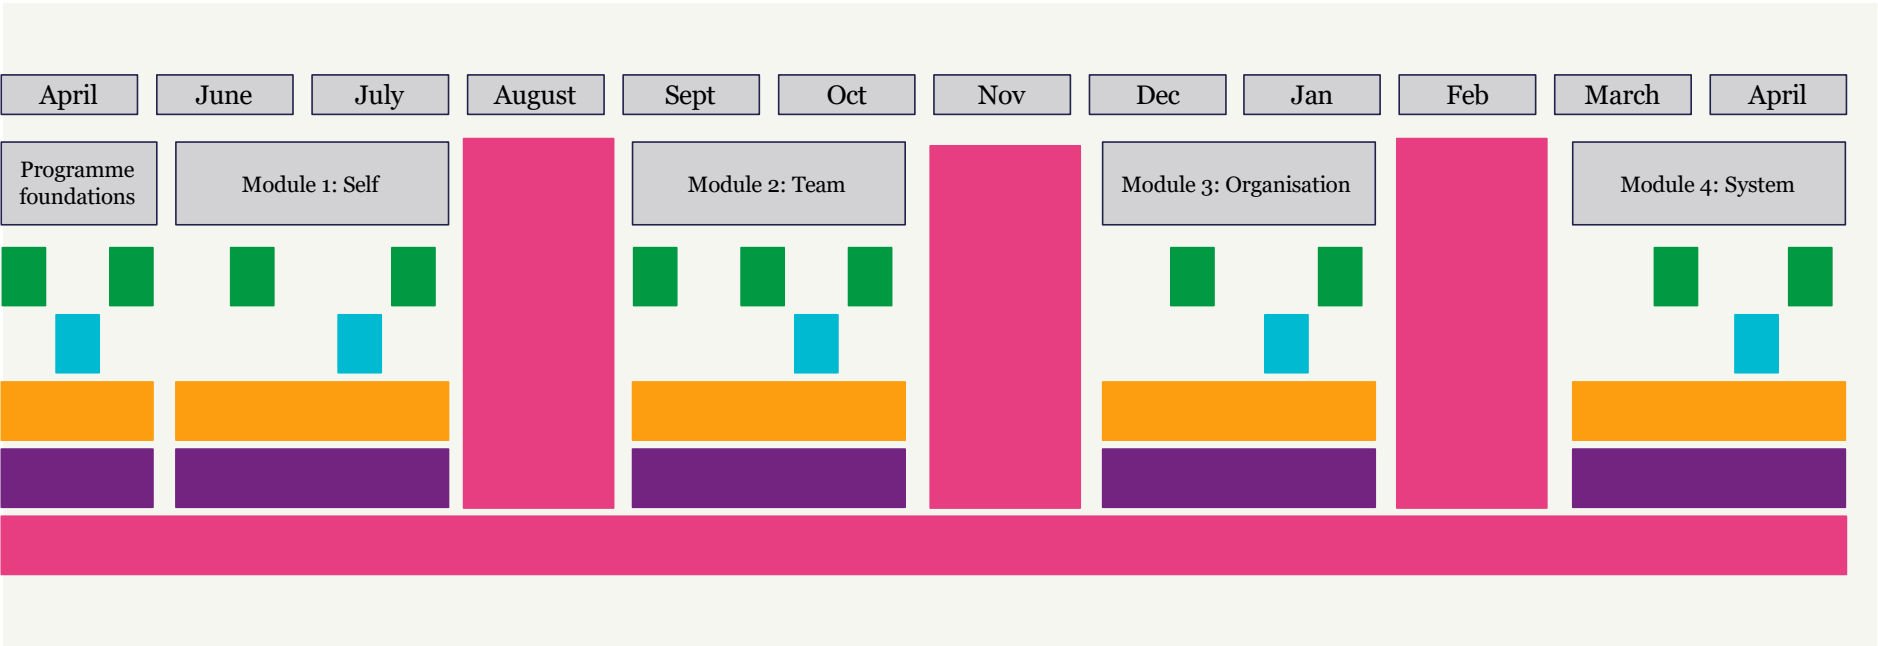 April
June
July
August
Sept
Oct
Nov
Dec
Jan
Feb
March
April
Programme
foundations
Module 1: Self
Module 2: Team
Module 3: Organisation
Module 4: System